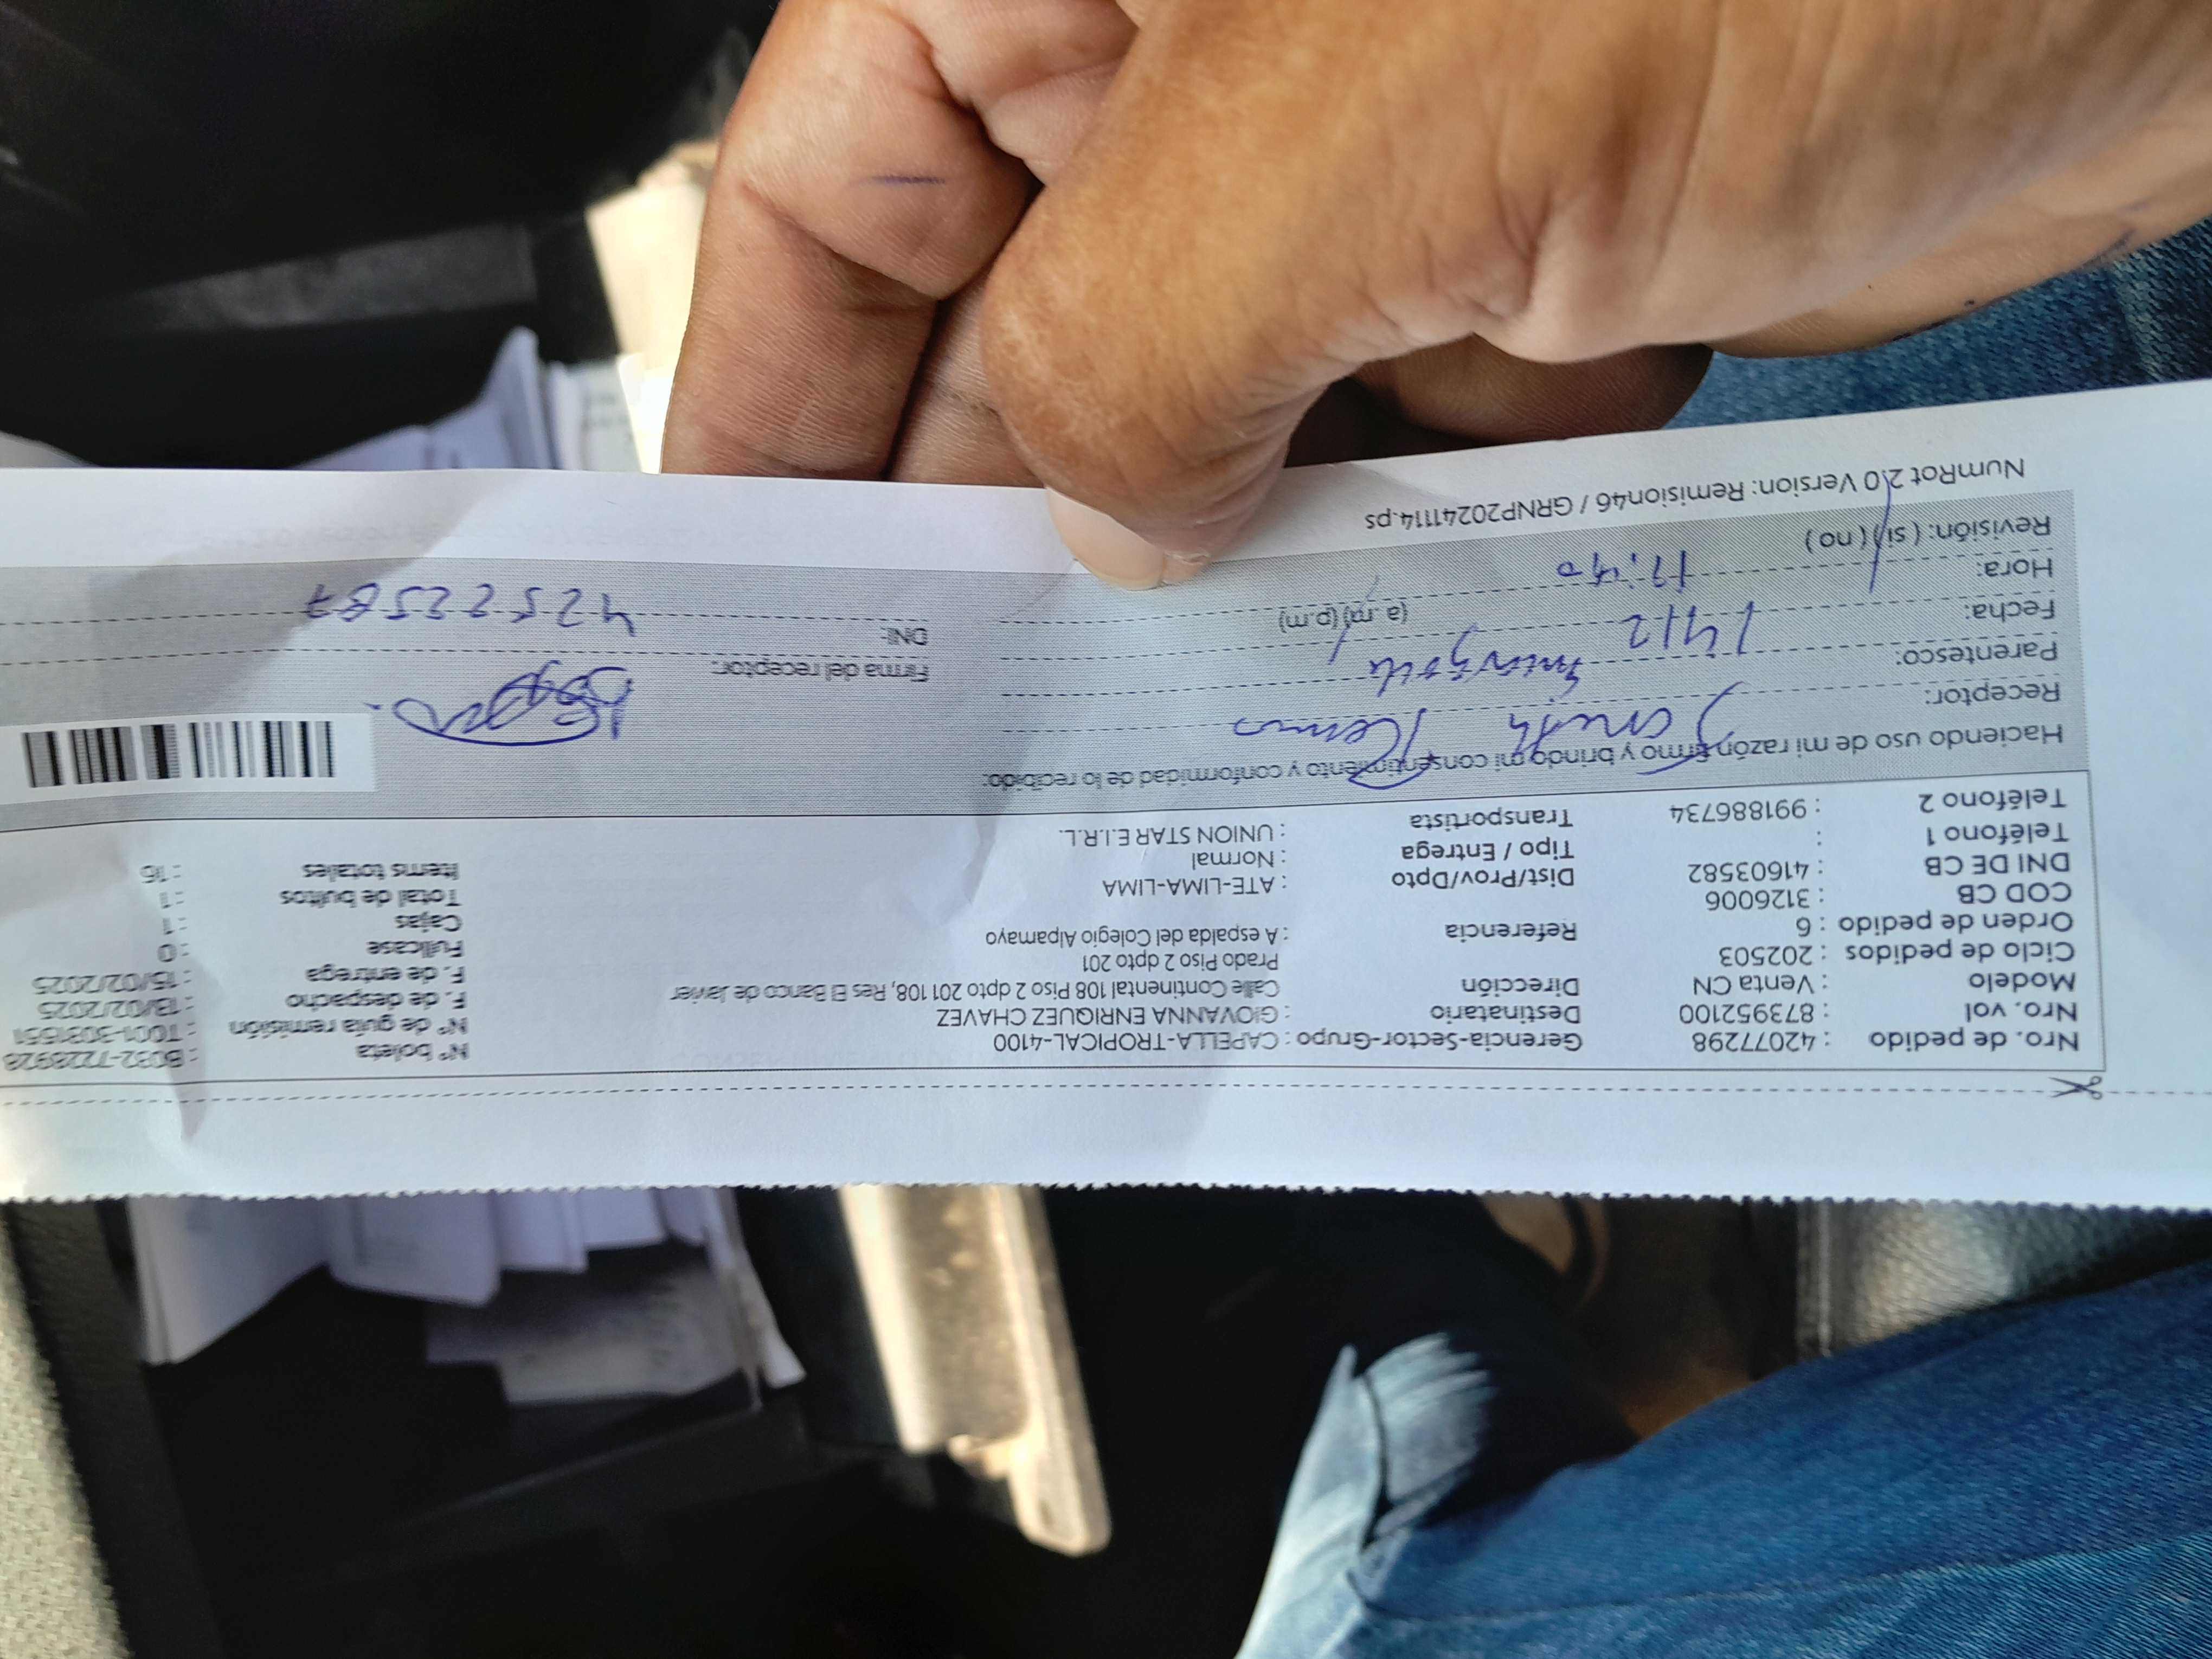 Nro. de pedido : 42077298 Gerencia-Sector-Grupo : CAPELLA-TROPICAL-4100 N° boleta : B032-7228928
Nro. vol : 873952100 Destinatario : GIOVANNA ENRIQUEZ CHAVEZ N° de guía remisión : T001-3031551
Modelo : Venta CN Dirección Calle Continental 108 Piso 2 dpto 201 108, Res El Banco de Javier F. de despacho : 13/02/2025
Prado Piso 2 dpto 201 F. de entrega : 15/02/2025
Ciclo de pedidos : 202503 Referencia : A espalda del Colegio Alpamayo Fullcase : 0
Orden de pedido : 6 Cajas : 1
COD CB : 3126006 Dist/Prov/Dpto : ATE-LIMA-LIMA Total de bultos : 1
DNI DE CB : 41603582 Tipo / Entrega : Normal Items totales : 16
Teléfono 1 : Transportista : UNION STAR E.I.R.L.
Teléfono 2 : 991886734
Haciendo uso de mi razón firmo y brindo mi consentimiento y conformidad de lo recibido:
Receptor:
Parentesco: Firma del receptor:
Fecha: 1412 DNI: 42522587
Hora: 17:40 (a.m) (p.m)
Revisión: ( si ) ( no )
NumRot 2.0 Version: Remision46 / GRNP20241114.ps